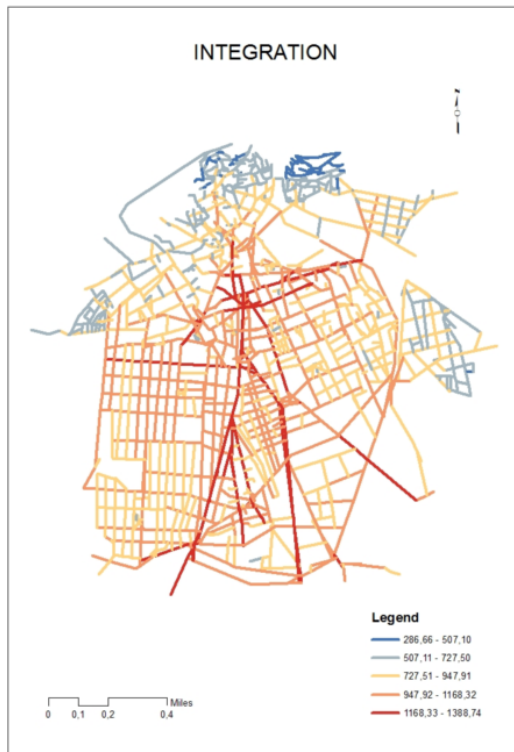 INTEGRATION
N
Legend
286,66 - 507,10
507,11 - 727,50
727,51 - 947,91
947,92 - 1168,32
1168,33 - 1388,74
Miles
0 0,1 0,2 0,4